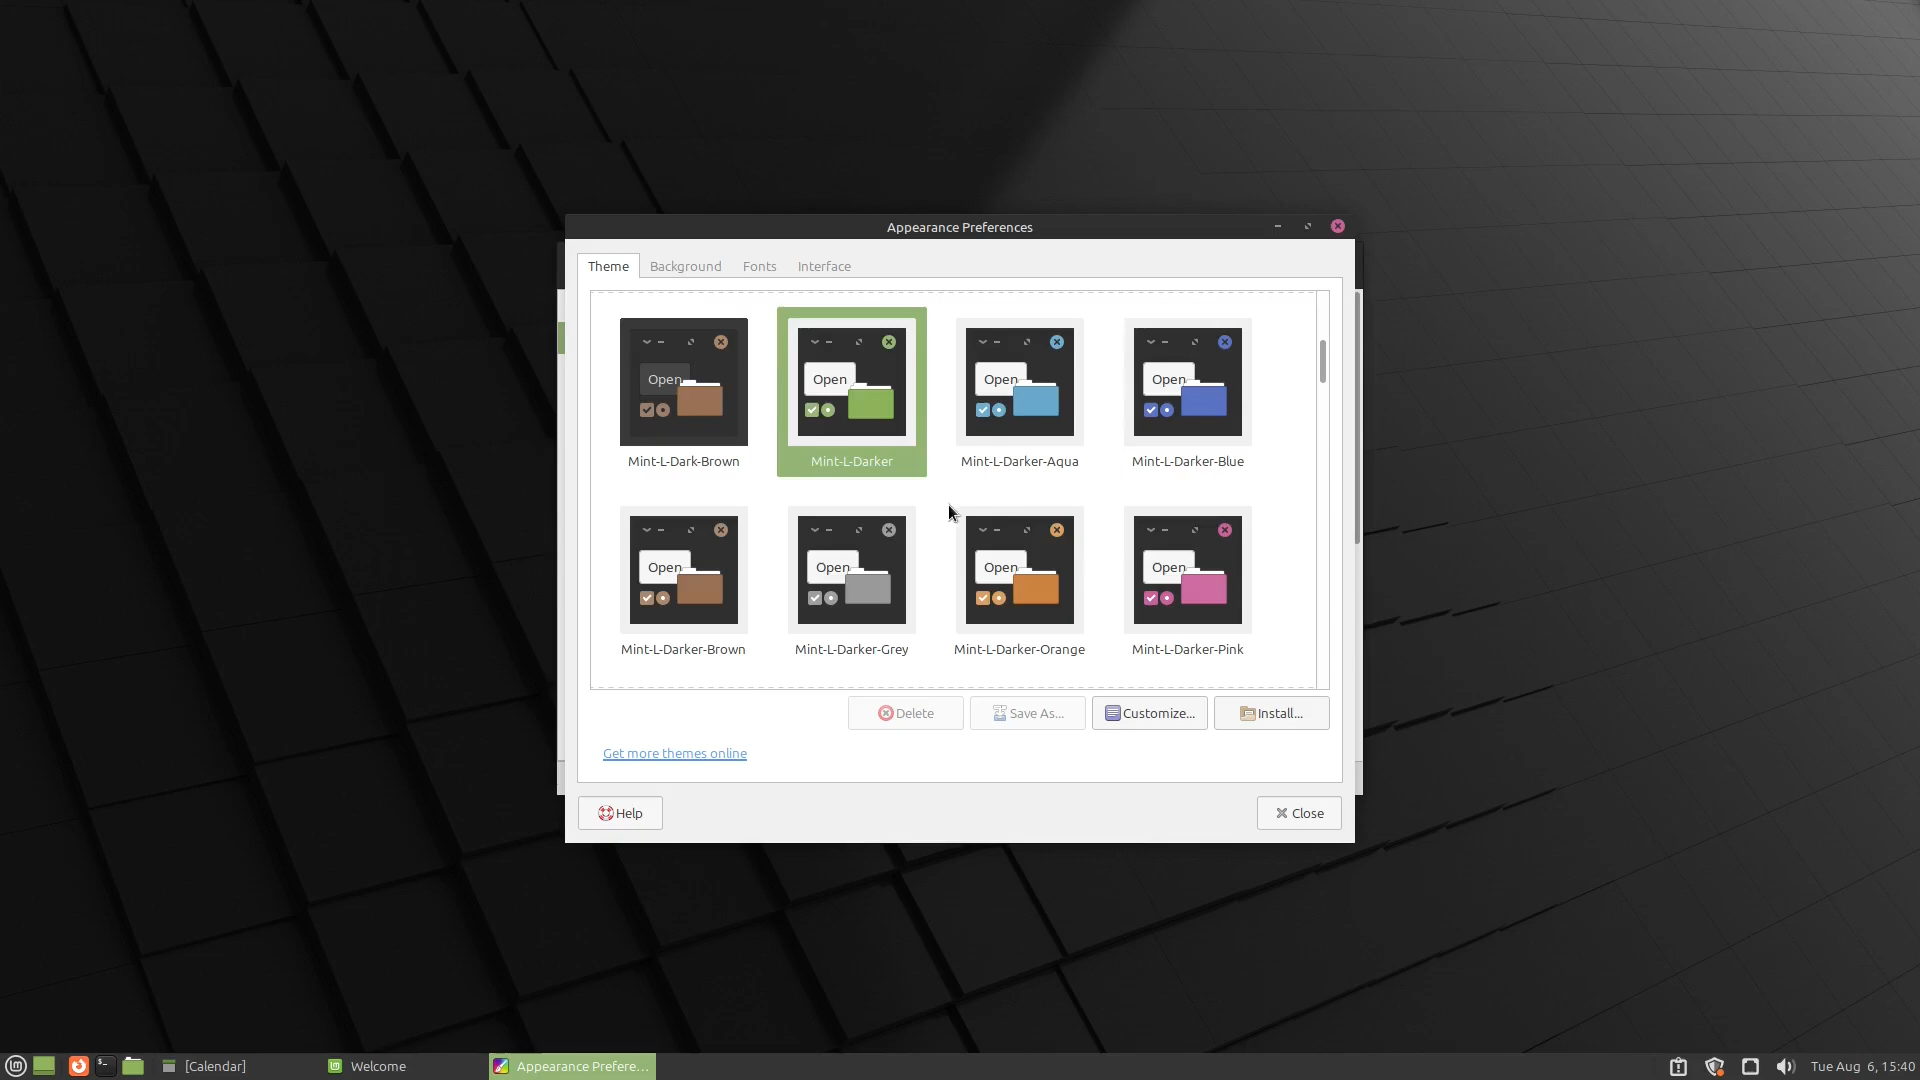 Appearance Preferences
Theme Background Fonts Interface
Open Open Open Open
Mint-L-Dark-Brown Mint-L-Darker Mint-L-Darker-Aqua Mint-L-Darker-Blue
Open Open Open Open
Mint-L-Darker-Brown Mint-L-Darker-Grey Mint-L-Darker-Orange Mint-L-Darker-Pink
Delete Save As... Customize... Install...
Get more themes online
Help Close
[Calendar] Welcome Appearance Prefere... Tue Aug 6, 15:40